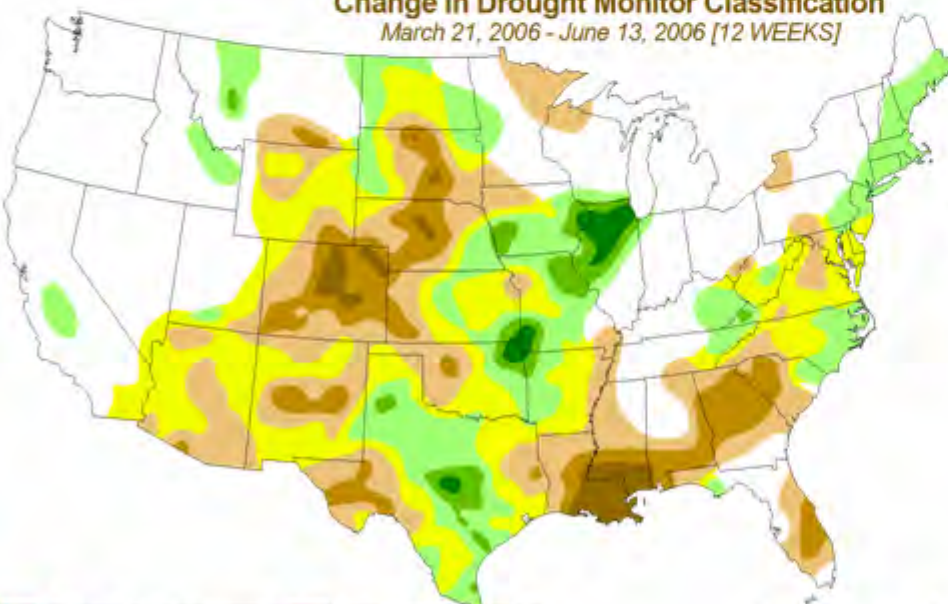 Change in Drought Monitor Classification
March 21, 2006 - June 13, 2006 [12 WEEKS]